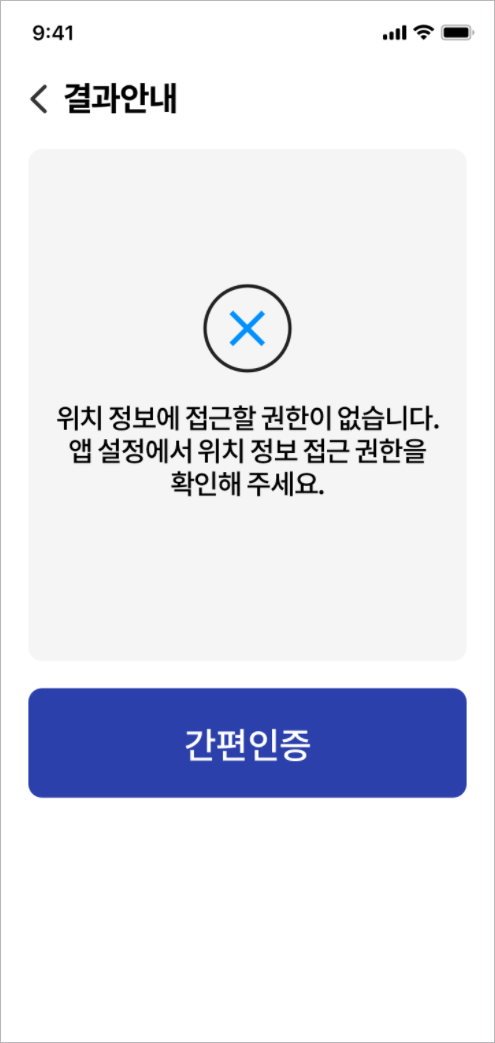 9:41
결과안내
위치 정보에 접근할 권한이 없습니다.
앱 설정에서 위치 정보 접근 권한을
확인해 주세요.
간편인증